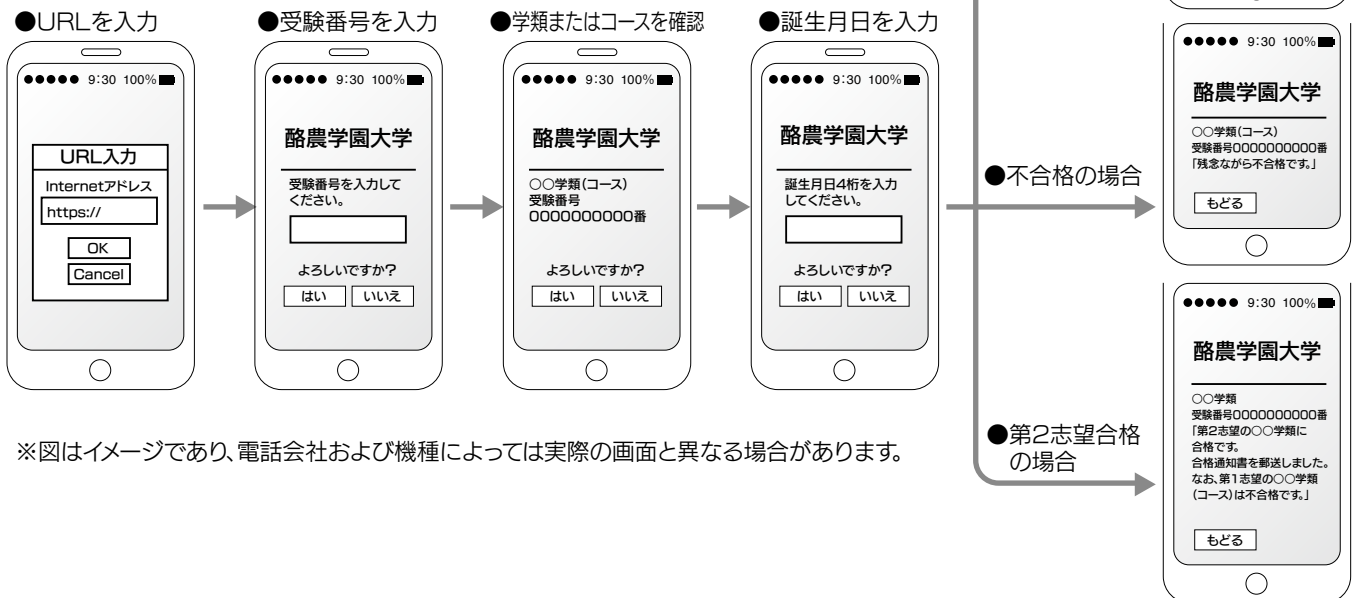 ●URLを入力
●●●●● 9:30 100%
URL入力
Internetアドレス
https://
OK
Cancel
●受験番号を入力
●●●●● 9:30 100%
酪農学園大学
受験番号を入力して
ください。
よろしいですか?
はい いいえ
●学類またはコースを確認
●●●●● 9:30 100%
酪農学園大学
○○学類(コース)
受験番号
0000000000番
よろしいですか?
はい いいえ
●誕生月日を入力
●●●●● 9:30 100%
酪農学園大学
誕生月日4桁を入力
してください。
よろしいですか?
はい いいえ
●不合格の場合
●●●●● 9:30 100%
酪農学園大学
○○学類(コース)
受験番号0000000000番
「残念ながら不合格です。」
もどる
●第2志望合格
の場合
●●●●● 9:30 100%
酪農学園大学
○○学類
受験番号0000000000番
「第2志望の○○学類に
合格です。
合格通知書を郵送しました。
なお、第1志望の○○学類
(コース)は不合格です。」
もどる
※図はイメージであり、電話会社および機種によっては実際の画面と異なる場合があります。